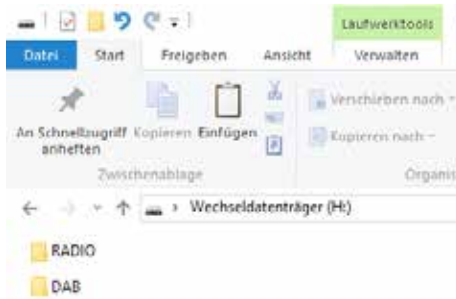 Laufwerktools
Datei Start Freigeben Ansicht Verwalten
An Schnellzugriff anheften Kopieren Einfügen Verschieben nach
Kopieren nach
Zwischenablage Organis
Wechseldatenträger (H:)
RADIO
DAB